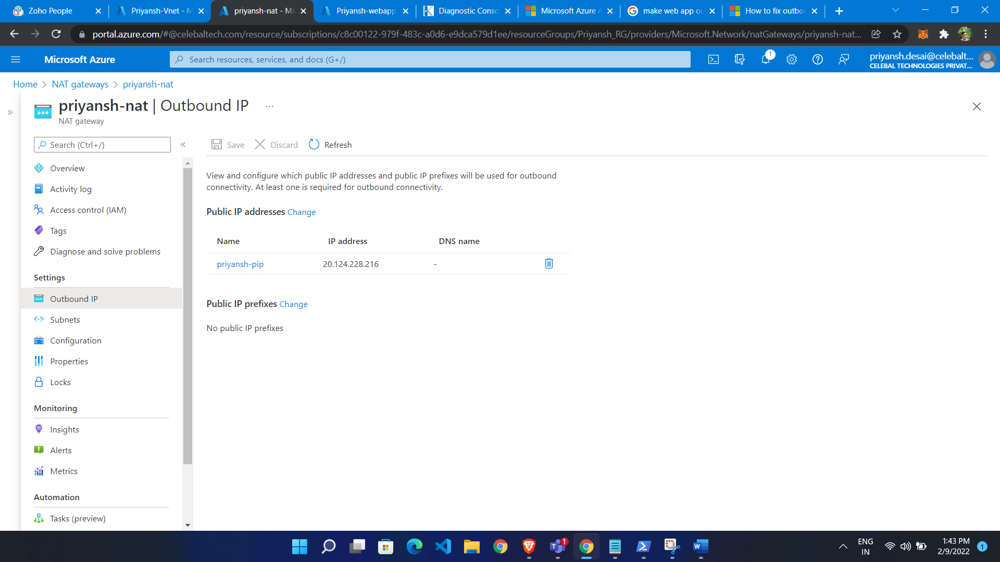 Zoho People
Priyansh-Vnet - M
priyansh-nat - Mi
Priyansh-webapp
Diagnostic Conso
Microsoft Azure A
make web app ou
How to fix outbou
portal.azure.com/#@celebaltech.com/resource/subscriptions/c8c00122-979f-483c-a0d6-e9dca579d1ee/resourceGroups/Priyansh_RG/providers/Microsoft.Network/natGateways/priyansh-nat...
Microsoft Azure
Search resources, services, and docs (G+/)
1
priyansh.desai@celebalt...
CELEBAL TECHNOLOGIES PRIVAT...
Home > NAT gateways > priyansh-nat
priyansh-nat | Outbound IP ...
NAT gateway
Search (Ctrl+/)
Overview
Activity log
Access control (IAM)
Tags
Diagnose and solve problems
Settings
Outbound IP
Subnets
Configuration
Properties
Locks
Monitoring
Insights
Alerts
Metrics
Automation
Tasks (preview)
Save
Discard
Refresh
View and configure which public IP addresses and public IP prefixes will be used for outbound
connectivity. At least one is required for outbound connectivity.
Public IP addresses Change
Name IP address DNS name
priyansh-pip 20.124.228.216 -
Public IP prefixes Change
No public IP prefixes
1
ENG
IN
1:43 PM
2/9/2022
1